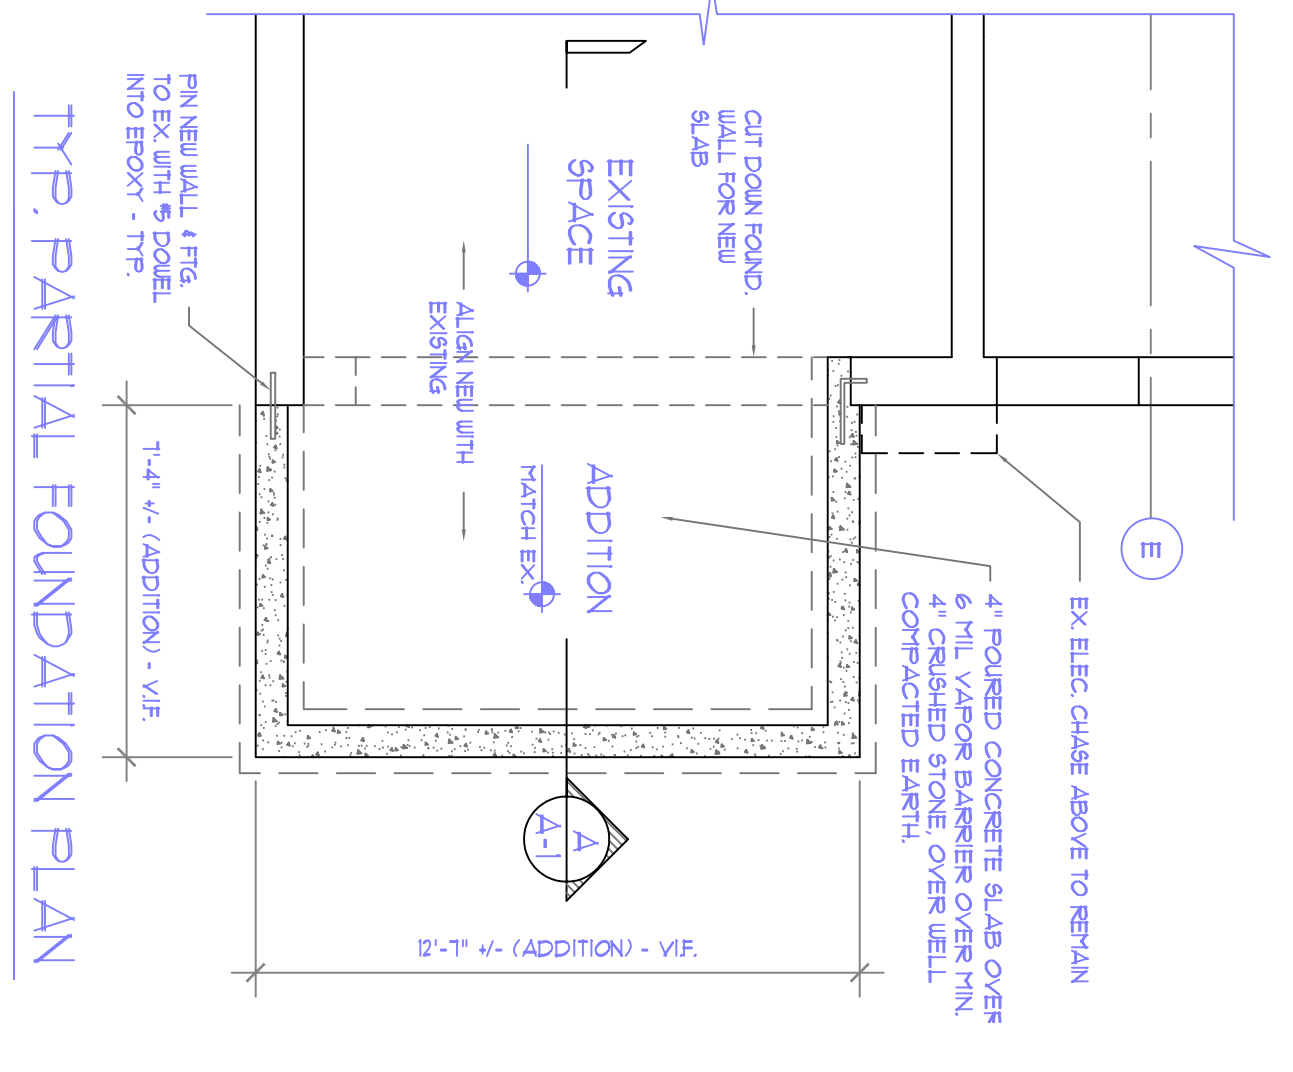 E
EX. ELEC. CHASE ABOVE TO REMAIN
4" POURED CONCRETE SLAB OVER
6 MIL VAPOR BARRIER OVER MIN.
4" CRUSHED STONE, OVER WELL
COMPACTED EARTH.
CUT DOWN FOUND.
WALL FOR NEW
SLAB
EXISTING
SPACE
ADDITION
MATCH EX.
ALIGN NEW WITH
EXISTING
A
A-1
12'-7" +/- (ADDITION) - V.I.F.
PIN NEW WALL & FTG.
TO EX. WITH #5 DOWEL
INTO EPOXY - TYP.
7'-4" +/- (ADDITION) - V.I.F.
TYP. PARTIAL FOUNDATION PLAN